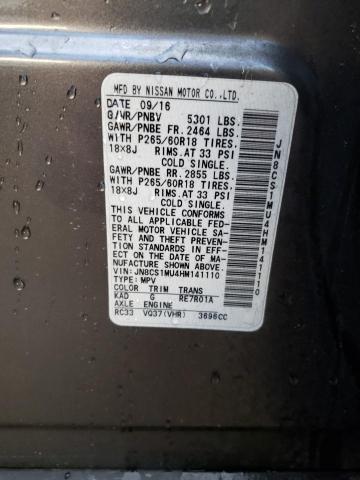 MFD BY NISSAN MOTOR CO.,LTD.
DATE 09/16
G/VR/PNBV 5301 LBS.
GAWR/PNBE FR. 2464 LBS.
WITH P265/60R18 TIRES
18×8J RIMS.AT 33 PSI
COLD SINGLE
GAWR/PNBE RR. 2855 LBS.
WITH P265/60R18 TIRES
18×8J RIMS.AT 33 PSI
COLD SINGLE
THIS VEHICLE CONFORMS
TO ALL APPLICABLE FED-
ERAL MOTOR VEHICLE SA-
FETY AND THEFT PREVEN-
TION STANDARDS IN EFF-
ECT ON THE DATE OF MA-
NUFACTURE SHOWN ABOVE.
VIN: JN8CS1MU4HM141110
TYPE: MPV
COLOR TRIM TRANS
KAD G RE7R01A
AXLE ENGINE
RC33 VQ37(VHR) 3696CC
JN8CS1MU4HM141110